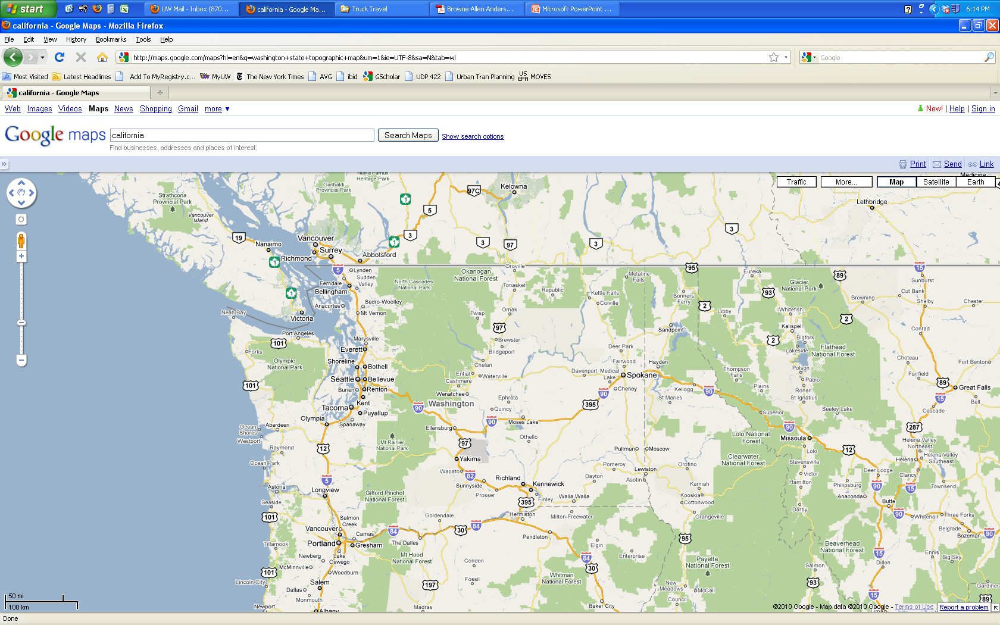 start
UW Mail - Inbox (870...
california - Google Ma...
Truck Travel
Browne Allen Anders...
Microsoft PowerPoint ...
6:14 PM
california - Google Maps - Mozilla Firefox
File Edit View History Bookmarks Tools Help
http://maps.google.com/maps?hl=en&q=washington+state+topographic+map&um=1&ie=UTF-8&sa=N&tab=wl
Google
Most Visited
Latest Headlines
Add To MyRegistry.c...
MyUW
The New York Times
AVG
ibid
GScholar
UDP 422
Urban Tran Planning
US EPA MOVES
california - Google Maps
Web Images Videos Maps News Shopping Gmail more ▼
New! | Help | Sign in
Google maps
california
Search Maps
Show search options
Find businesses, addresses and places of interest.
Print Send Link
Traffic More... Map Satellite Earth
Medicine
Niaka Pamux
Heritage Park
Garibaldi
Provincial Park
Strathcona
Provincial Park
Vancouver
Island
97C
Kelowna
Lethbridge
1
5
19
Nanaimo
Vancouver
Surrey
Richmond
Abbotsford
1
3
3
97
3
3
1
5
Lynden
Ferndale
Sudden
Valley
Bellingham
North Cascades
National Park
Okanogan
National Forest
Oroville
Tonasket
Republic
Metaline
Falls
Kettle Falls
Colville
95
Bonners
Ferry
2
Eureka
93
Libby
Glacier
National Park
89
Browning
15
Sunburst
Cut Bank
Shelby
Chester
1
Victoria
Neah Bay
Anacortes
Sedro-Woolley
Mt Vernon
Port Angeles
101
Forks
Olympic
National Park
Marysville
Everett
Twisp
Omak
97
Brewster
Bridgeport
Sandpoint
Whitefish
Kalispell
Bigfork
Lakeside
2
2
Conrad
Flathead
National Forest
Choteau
Fort Benton
Fairfield
Shoreline
Bothell
Seattle
Bellevue
Burien
Renton
Kent
Tacoma
Puyallup
Olympia
Spanaway
101
Chelan
Entiat
Waterville
Cashmere
Wenatchee
Ephrata
Quincy
90
Washington
90
Moses Lake
Deer Park
Fairwood
Davenport
Medical
Lake
Spokane
Cheney
90
395
Hayden
Kellogg
90
St Maries
Thompson
Falls
Plains
Polson
Pablo
Ronan
St Ignatius
Seeley Lake
Superior
89
Great Falls
15
Cascade
Belt
287
Ocean
Shores
Westport
Aberdeen
Raymond
Ocean Park
12
Mt Rainier
National Park
Ellensburg
97
Othello
Yakima
82
Wapato
Sunnyside
Pullman
Moscow
Pomeroy
Orofino
Lewiston
Asotin
Dayton
90
Missoula
Lolo National
Forest
Clearwater
National Forest
Lolo
Stevensville
Victor
Hamilton
Darby
12
Helena Valley
Northeast
Helena
Helena Valley
Southeast
Deer Lodge
Clancy
Philipsburg
90
15
Townsend
Anaconda
Butte
90
Whitehall
Three Forks
Belgrade
Bozeman
90
5
Longview
Astoria
Seaside
101
Gifford Pinchot
National Forest
Richland
Kennewick
Prosser
Finley
395
Walla Walla
Hermiston
Milton-Freewater
Kamiah
Kooskia
Cottonwood
Grangeville
Goldendale
Salmon
Creek
Vancouver
Camas
Portland
Gresham
84
The Dalles
30
84
Pendleton
Elgin
Enterprise
95
Tillamook
Newberg
Lake
Oswego
McMinnville
Woodburn
101
Lincoln City
Salem
Dallas
Monmouth
Newport
Albany
Mt Hood
National Forest
197
Madras
Condon
Fossil
84
30
Whitman
National Forest
Baker City
Payette
National Forest
New
Meadows
McCall
Council
Beaverhead
National Forest
15
Dillon
Salmon
93
Ennis
Big Sky
15
Gardiner
89
50 mi
100 km
©2010 Google - Map data ©2010 Google - Terms of Use
Report a problem
Done